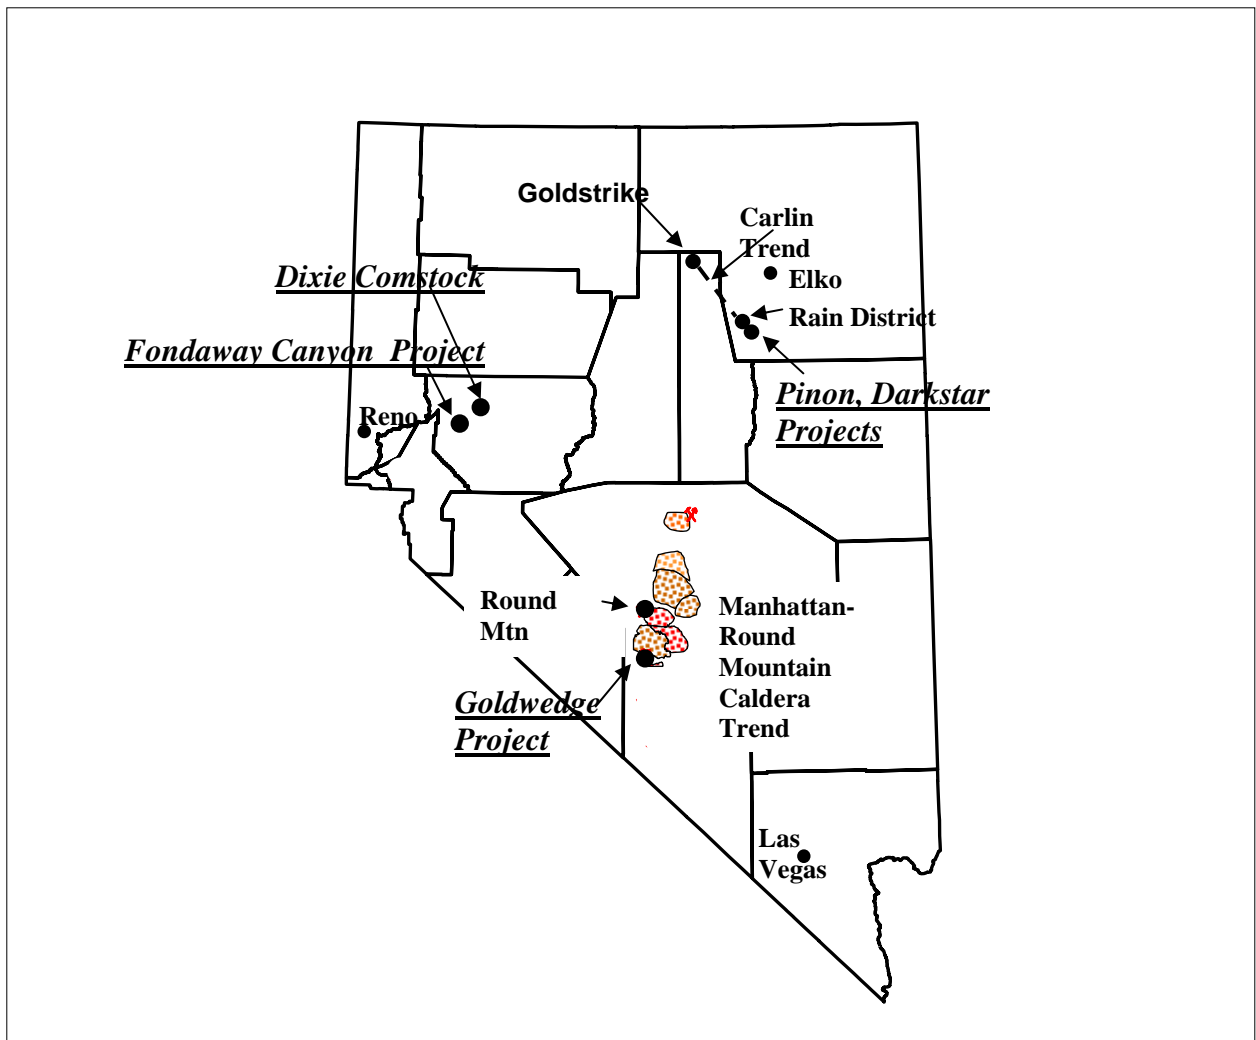 Goldstrike
Carlin
Trend
Dixie Comstock
Elko
Rain District
Fondaway Canyon Project
Pinon, Darkstar
Projects
Reno
Round
Mtn
Manhattan-
Round
Mountain
Caldera
Trend
Goldwedge
Project
Las
Vegas